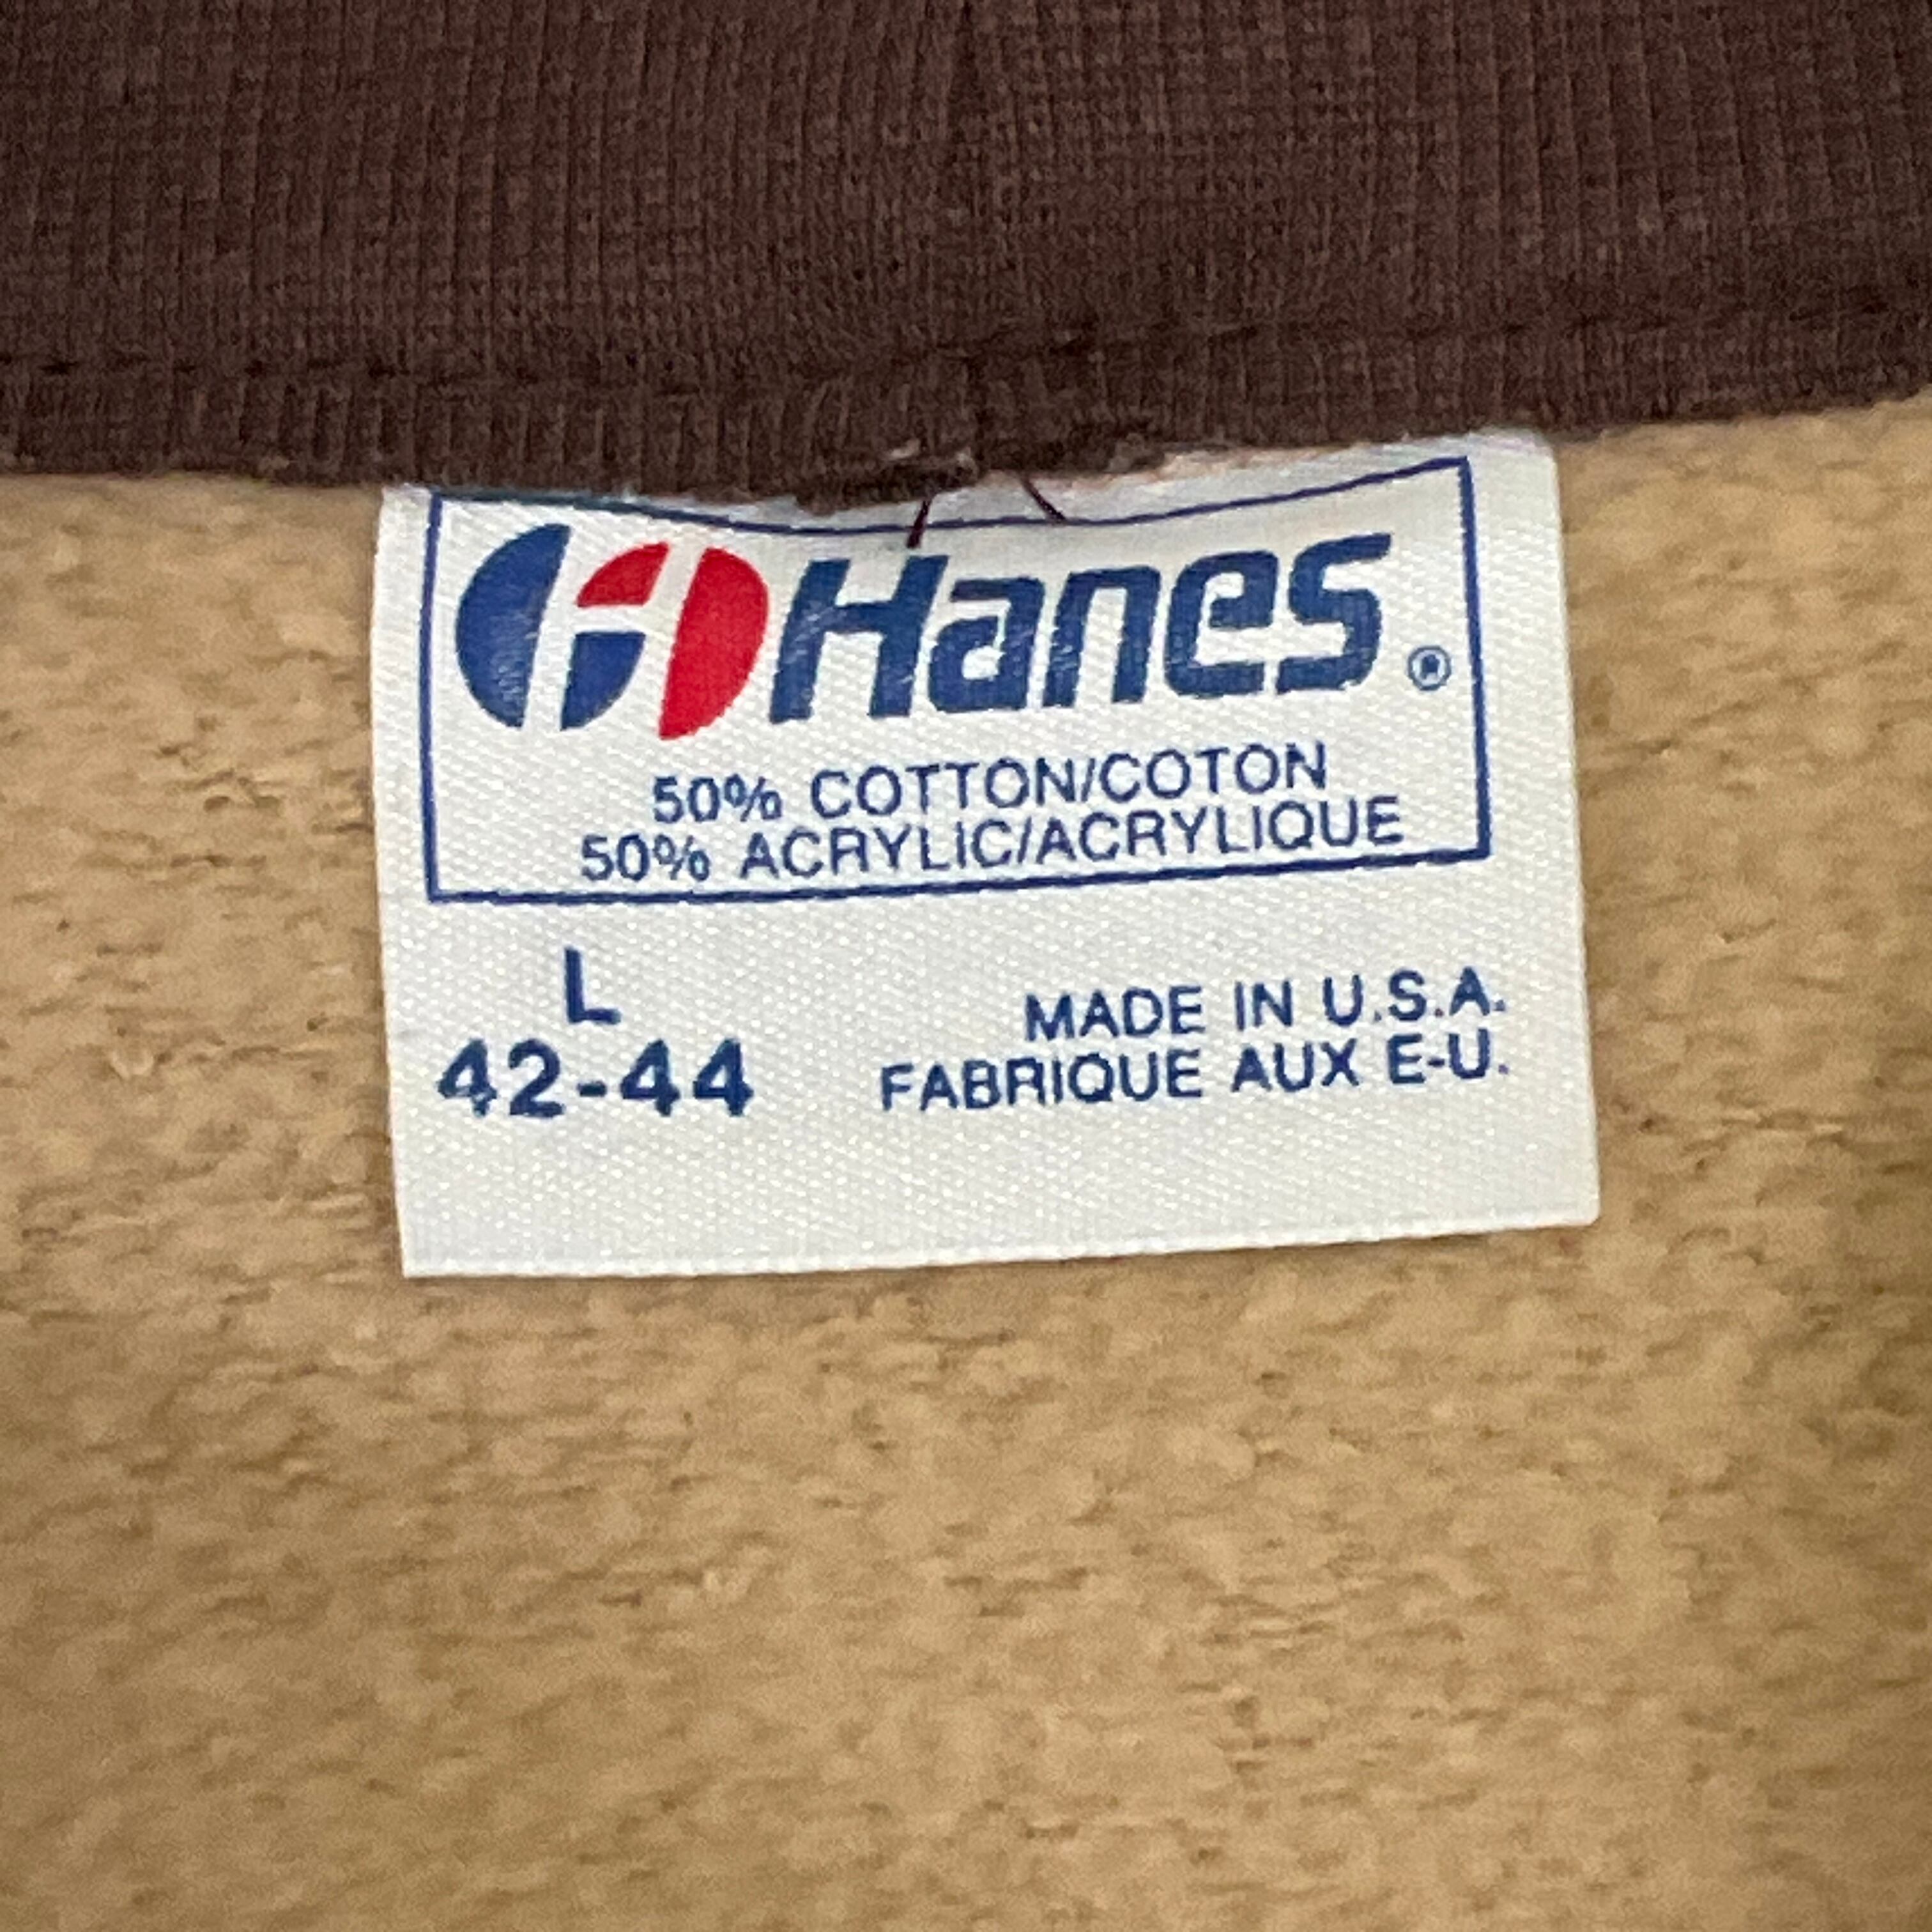 Hanes®
50% COTTON/COTON
50% ACRYLIC/ACRYLIQUE
L
42-44
MADE IN U.S.A.
FABRIQUE AUX E-U.